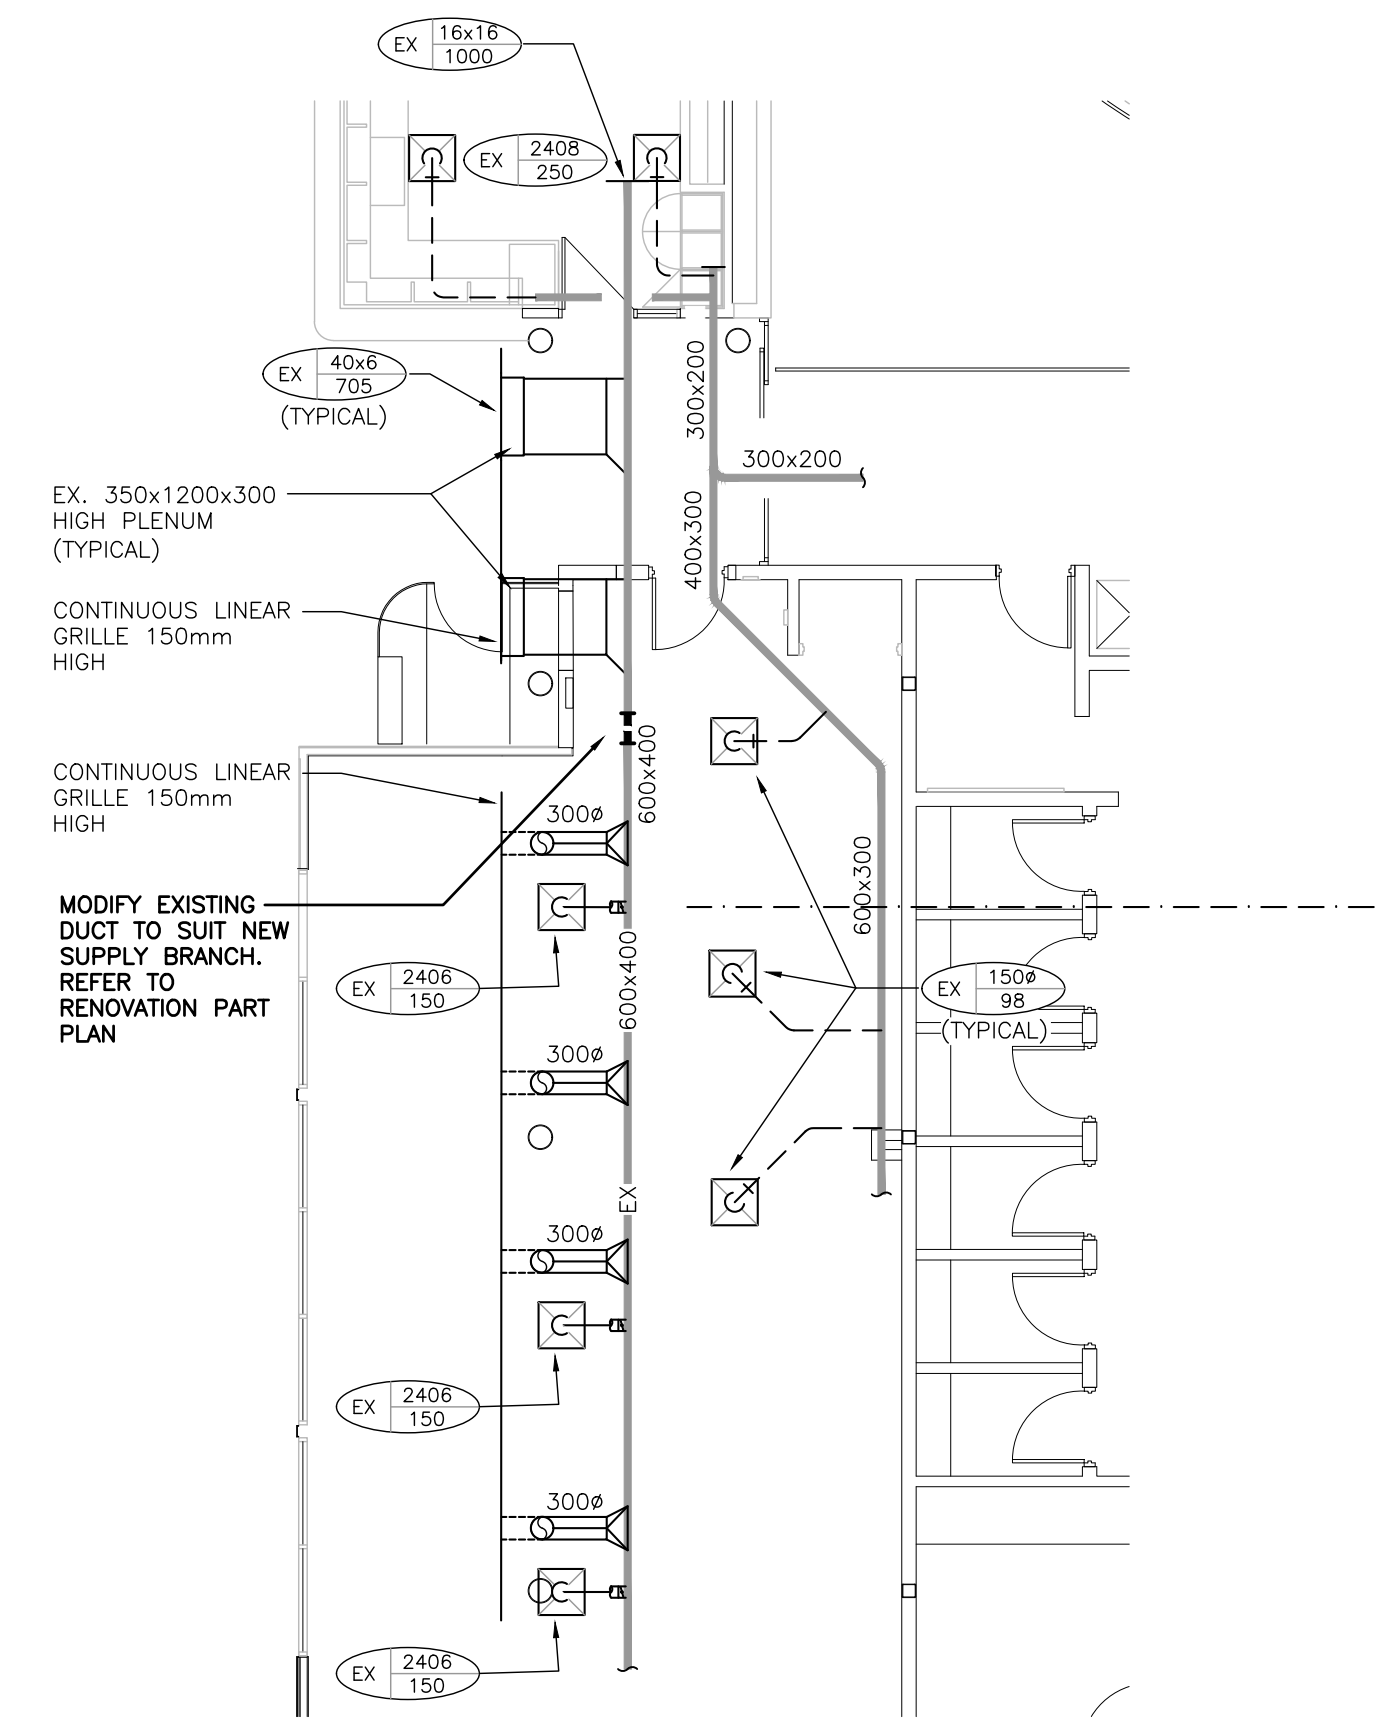 EX
16x16
1000
EX
2408
250
EX
40x6
705
(TYPICAL)
300x200
300x200
EX. 350x1200x300
HIGH PLENUM
(TYPICAL)
400x300
CONTINUOUS LINEAR
GRILLE 150mm
HIGH
CONTINUOUS LINEAR
GRILLE 150mm
HIGH
600x400
300ø
600x300
MODIFY EXISTING
DUCT TO SUIT NEW
SUPPLY BRANCH.
REFER TO
RENOVATION PART
PLAN
600x400
EX
2406
150
EX
150ø
98
(TYPICAL)
300ø
EX
300ø
EX
2406
150
300ø
EX
2406
150